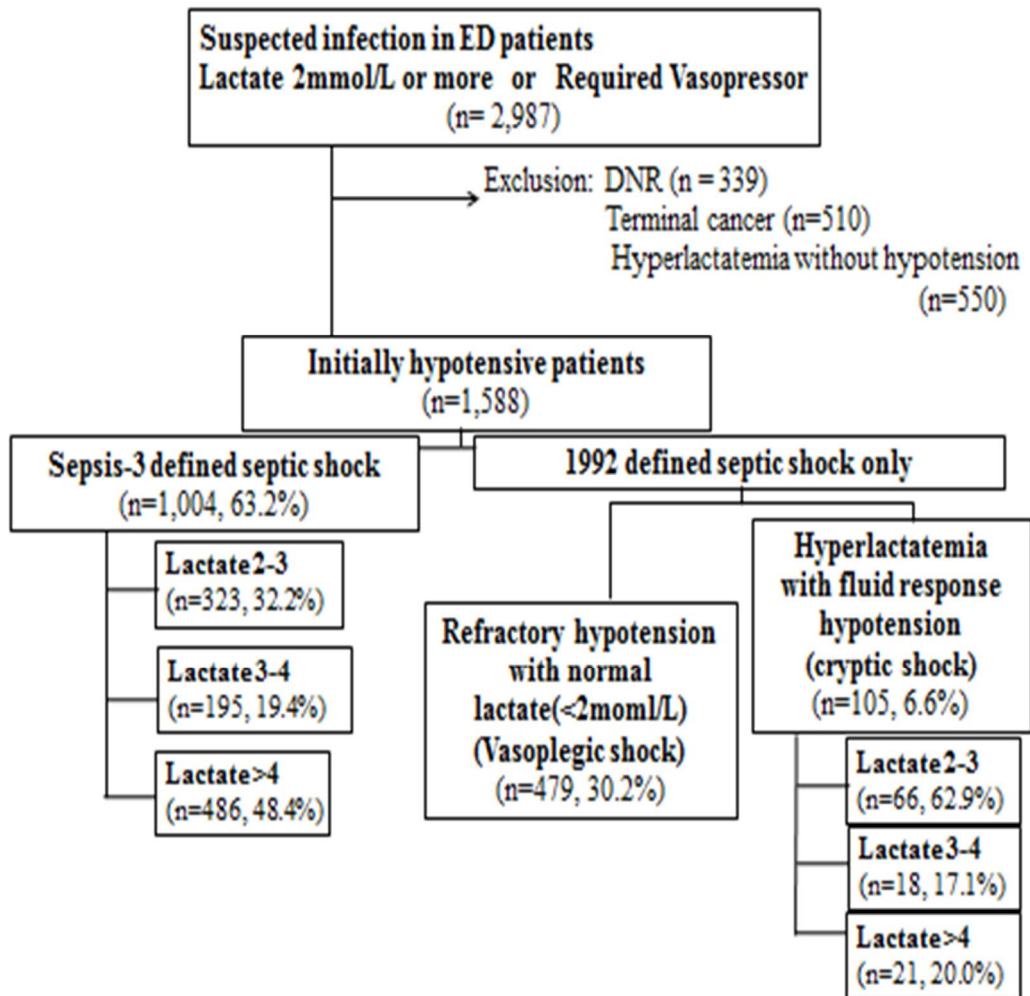 Suspected infection in ED patients
Lactate 2mmol/L or more or Required Vasopressor
(n= 2,987)
Exclusion: DNR (n = 339)
Terminal cancer (n=510)
Hyperlactatemia without hypotension
(n=550)
Initially hypotensive patients
(n=1,588)
Sepsis-3 defined septic shock
(n=1,004, 63.2%)
Lactate 2-3
(n=323, 32.2%)
Lactate 3-4
(n=195, 19.4%)
Lactate>4
(n=486, 48.4%)
1992 defined septic shock only
Refractory hypotension
with normal
lactate(<2moml/L)
(Vasoplegic shock)
(n=479, 30.2%)
Hyperlactatemia
with fluid response
hypotension
(cryptic shock)
(n=105, 6.6%)
Lactate 2-3
(n=66, 62.9%)
Lactate 3-4
(n=18, 17.1%)
Lactate>4
(n=21, 20.0%)